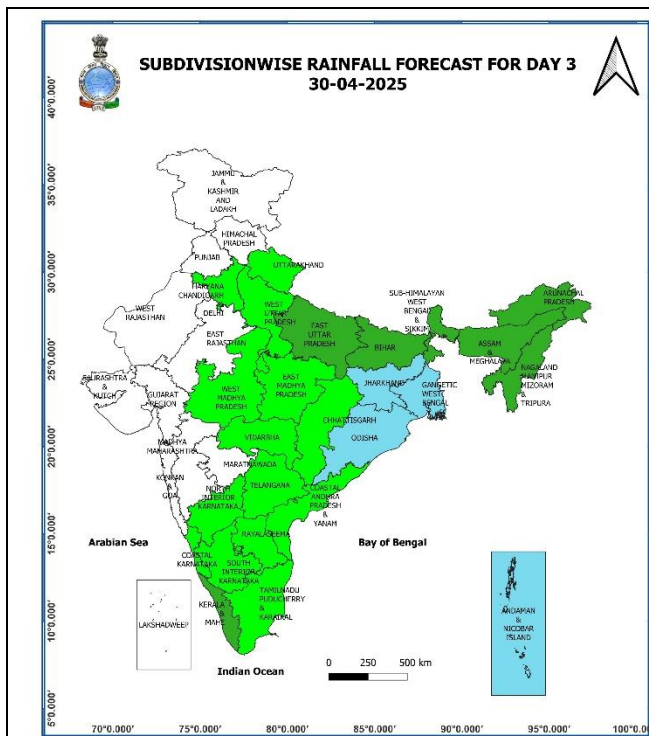 SUBDIVISIONWISE RAINFALL FORECAST FOR DAY 3
30-04-2025
40°0.000'
35°0.000'
30°0.000'
25°0.000'
20°0.000'
15°0.000'
10°0.000'
5°0.000'
JAMMU
&
KASHMIR
AND
LADAKH
HIMACHAL
PRADESH
PUNJAB
UTTARAKHAND
HARYANA
CHANDIGARH
DELHI
WEST
RAJASTHAN
WEST
UTTAR
PRADESH
EAST
RAJASTHAN
EAST
UTTAR
PRADESH
BIHAR
SUB-HIMALAYAN
WEST
BENGAL
&
SIKKIM
ARUNACHAL
PRADESH
ASSAM
&
MEGHALAYA
NAGALAND
MANIPUR
MIZORAM
&
TRIPURA
SAURASHTRA
&
KUTCH
GUJARAT
REGION
WEST
MADHYA
PRADESH
EAST
MADHYA
PRADESH
JHARKHAND
GANGETIC
WEST
BENGAL
CHHATTISGARH
ODISHA
MADHYA
MAHARASHTRA
VIDARBHA
MARATHAWADA
KONKAN
&
GOA
NORTH
INTERIOR
KARNATAKA
TELANGANA
COASTAL
ANDHRA
PRADESH
&
YANAM
RAYALASEEMA
COASTAL
KARNATAKA
SOUTH
INTERIOR
KARNATAKA
TAMILNADU
PUDUCHERRY
&
KARAIKAL
KERALA
&
MAHE
LAKSHADWEEP
ANDAMAN
&
NICOBAR
ISLAND
Arabian Sea
Bay of Bengal
Indian Ocean
0 250 500 km
70°0.000' 75°0.000' 80°0.000' 85°0.000' 90°0.000' 95°0.000' 100°0.000'